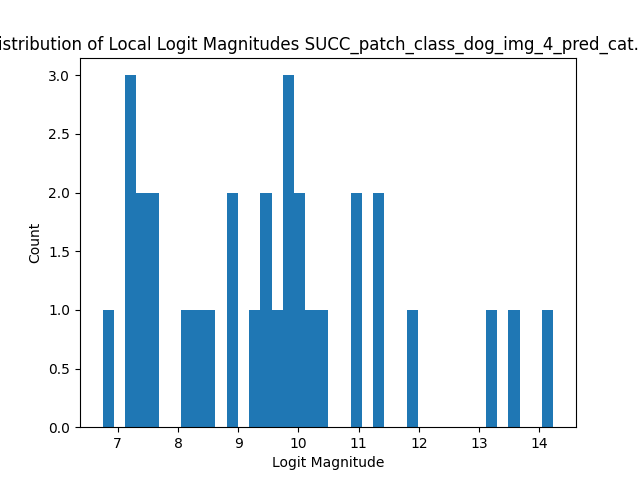 istribution of Local Logit Magnitudes SUCC_patch_class_dog_img_4_pred_cat.
3.0
2.5
2.0
1.5
1.0
0.5
0.0
Count
7 8 9 10 11 12 13 14
Logit Magnitude